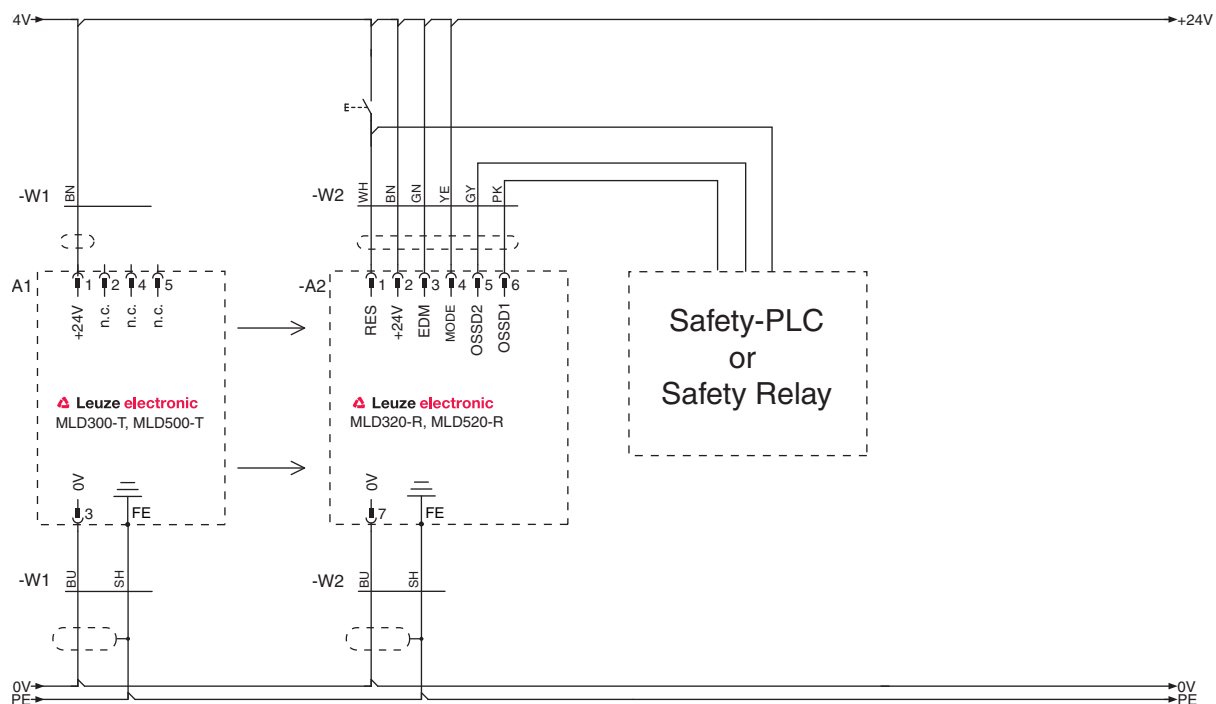 4V +24V
-W1 BN
-W2 WH BN GN YE GY PK
A1 1 2 4 5
+24V n.c. n.c. n.c.
Leuze electronic
MLD300-T, MLD500-T
0V
3 FE
-A2 1 2 3 4 5 6
RES +24V EDM MODE OSSD2 OSSD1
Leuze electronic
MLD320-R, MLD520-R
0V
7 FE
E
Safety-PLC
or
Safety Relay
-W1 BU SH
-W2 BU SH
0V 0V
PE PE